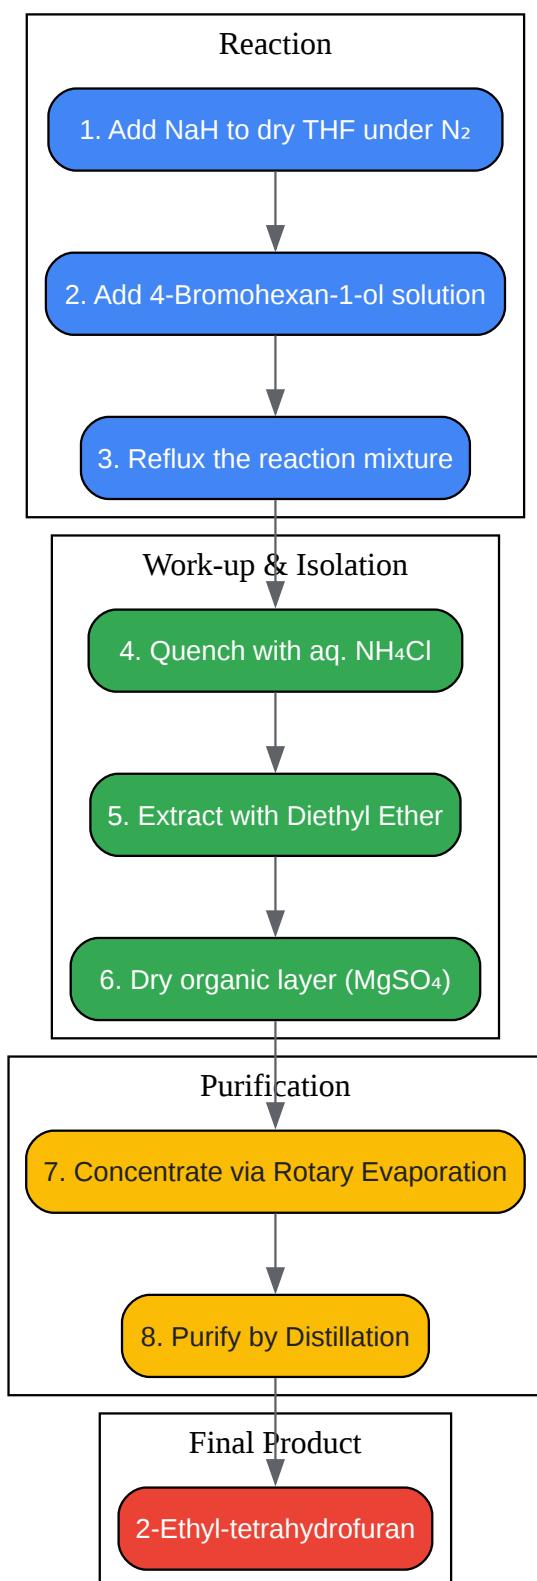 Reaction
1. Add NaH to dry THF under N₂
2. Add 4-Bromohexan-1-ol solution
3. Reflux the reaction mixture
Work-up & Isolation
4. Quench with aq. NH₄Cl
5. Extract with Diethyl Ether
6. Dry organic layer (MgSO₄)
Purification
7. Concentrate via Rotary Evaporation
8. Purify by Distillation
Final Product
2-Ethyl-tetrahydrofuran